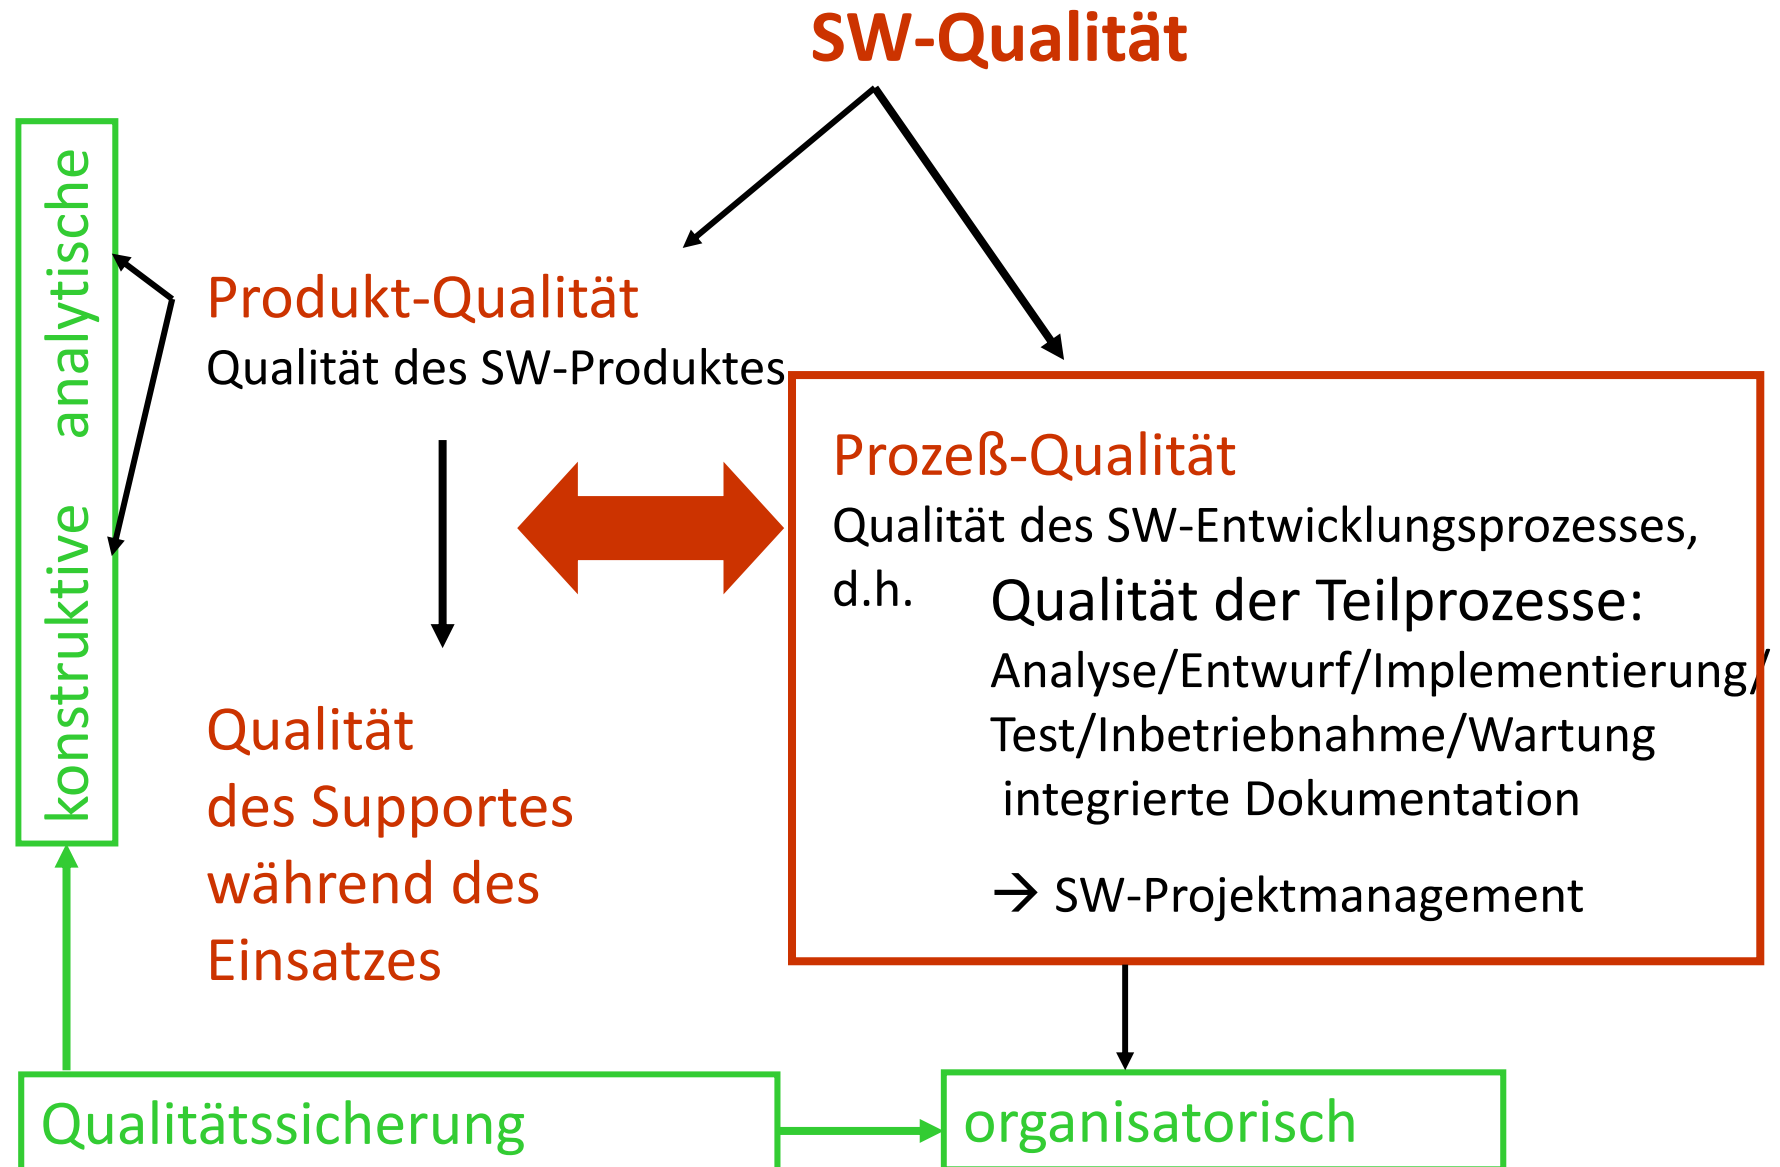 SW-Qualität
konstruktive analytische
Produkt-Qualität
Qualität des SW-Produktes
Qualität
des Supportes
während des
Einsatzes
Prozeß-Qualität
Qualität des SW-Entwicklungsprozesses,
d.h. Qualität der Teilprozesse:
Analyse/Entwurf/Implementierung/
Test/Inbetriebnahme/Wartung
integrierte Dokumentation
→ SW-Projektmanagement
Qualitätssicherung
organisatorisch